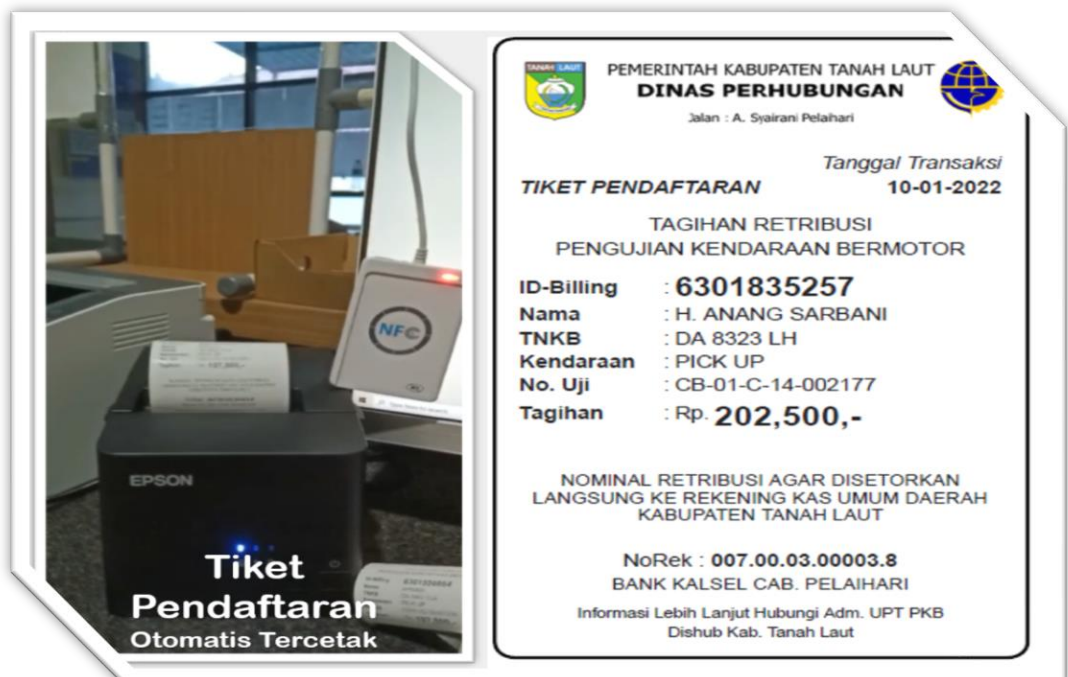 EPSON
NFC
Tiket
Pendaftaran
Otomatis Tercetak
TANAH LAUT
PEMERINTAH KABUPATEN TANAH LAUT
DINAS PERHUBUNGAN
Jalan : A. Syairani Pelaihari
Tanggal Transaksi
TIKET PENDAFTARAN 10-01-2022
TAGIHAN RETRIBUSI
PENGUJIAN KENDARAAN BERMOTOR
ID-Billing : 6301835257
Nama : H. ANANG SARBANI
TNKB : DA 8323 LH
Kendaraan : PICK UP
No. Uji : CB-01-C-14-002177
Tagihan : Rp. 202,500,-
NOMINAL RETRIBUSI AGAR DISETORKAN
LANGSUNG KE REKENING KAS UMUM DAERAH
KABUPATEN TANAH LAUT
NoRek : 007.00.03.00003.8
BANK KALSEL CAB. PELAIHARI
Informasi Lebih Lanjut Hubungi Adm. UPT PKB
Dishub Kab. Tanah Laut